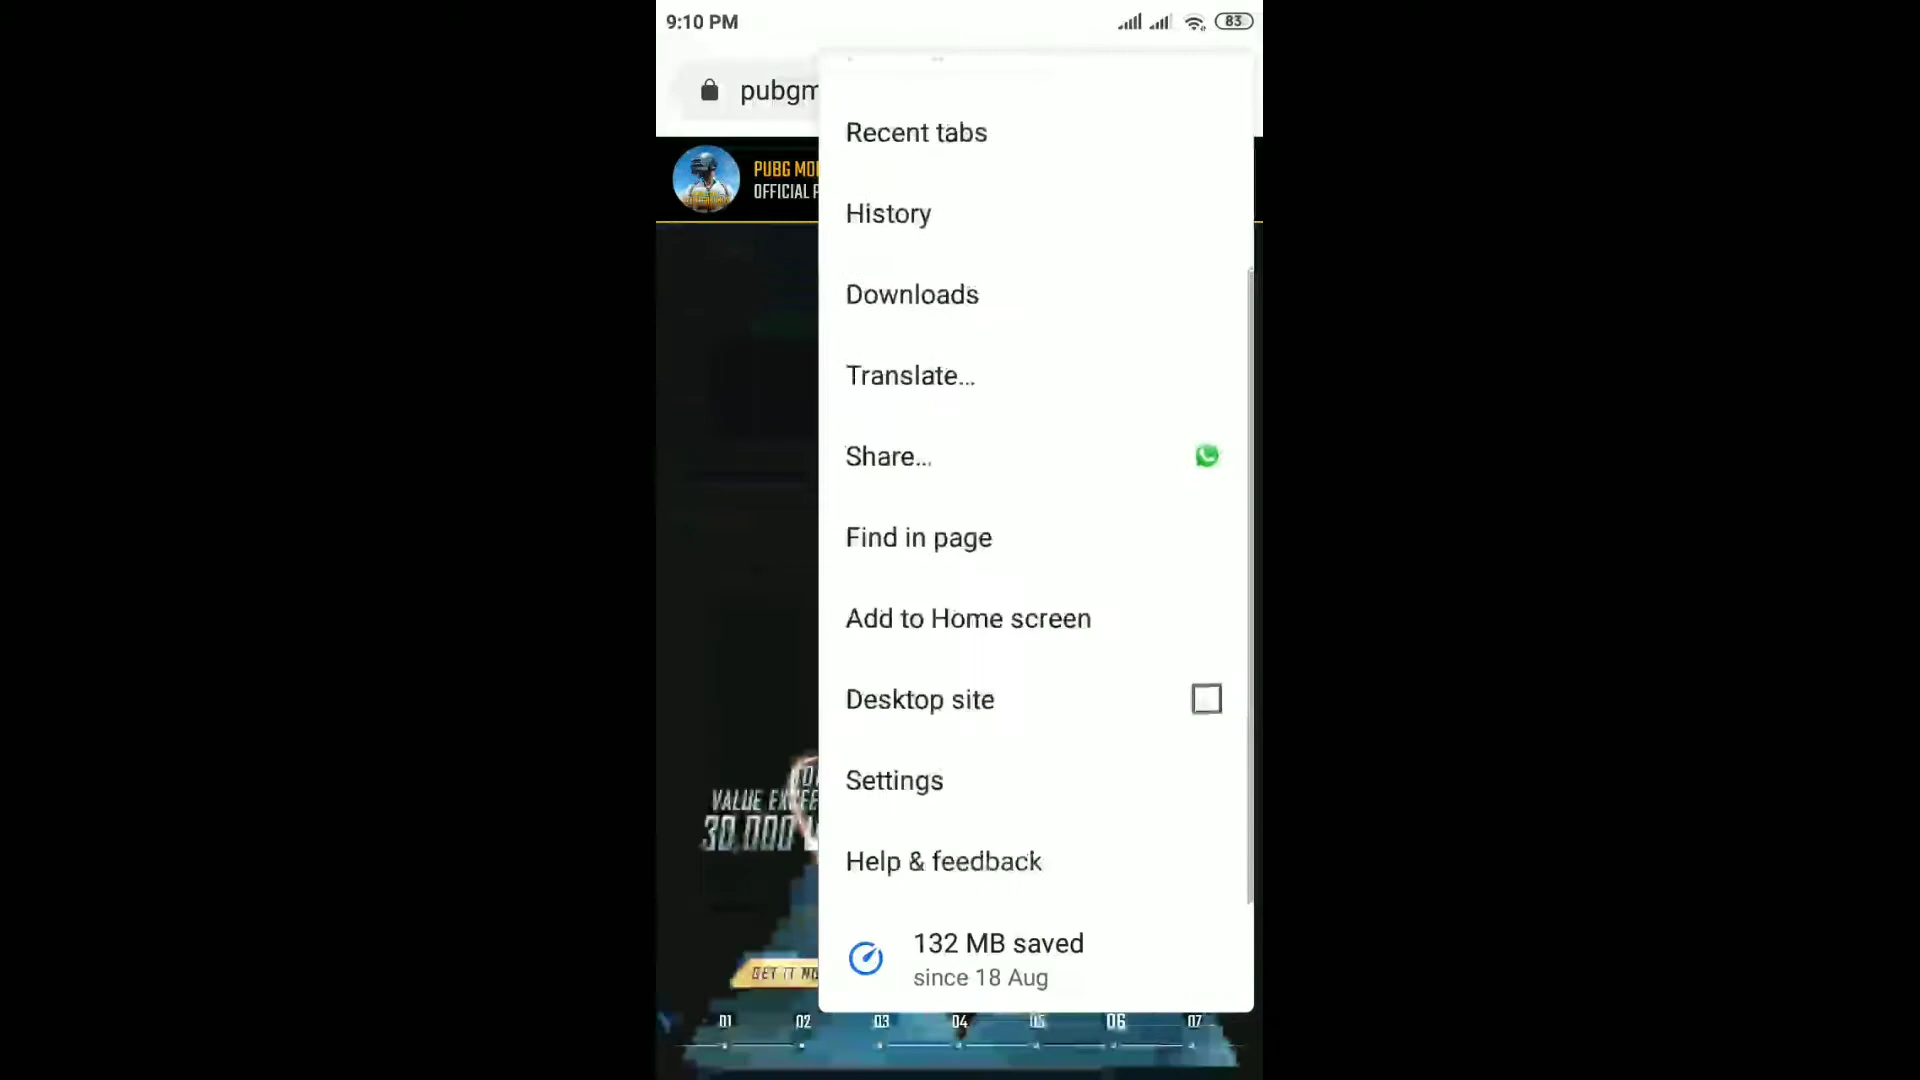 9:10 PM
83
pubgm
Recent tabs
PUBG MO
OFFICIAL
History
Downloads
Translate...
Share...
Find in page
Add to Home screen
Desktop site
Settings
VALUE
30,000
Help & feedback
132 MB saved
GET IT
since 18 Aug
01 02 03 04 05 06 07